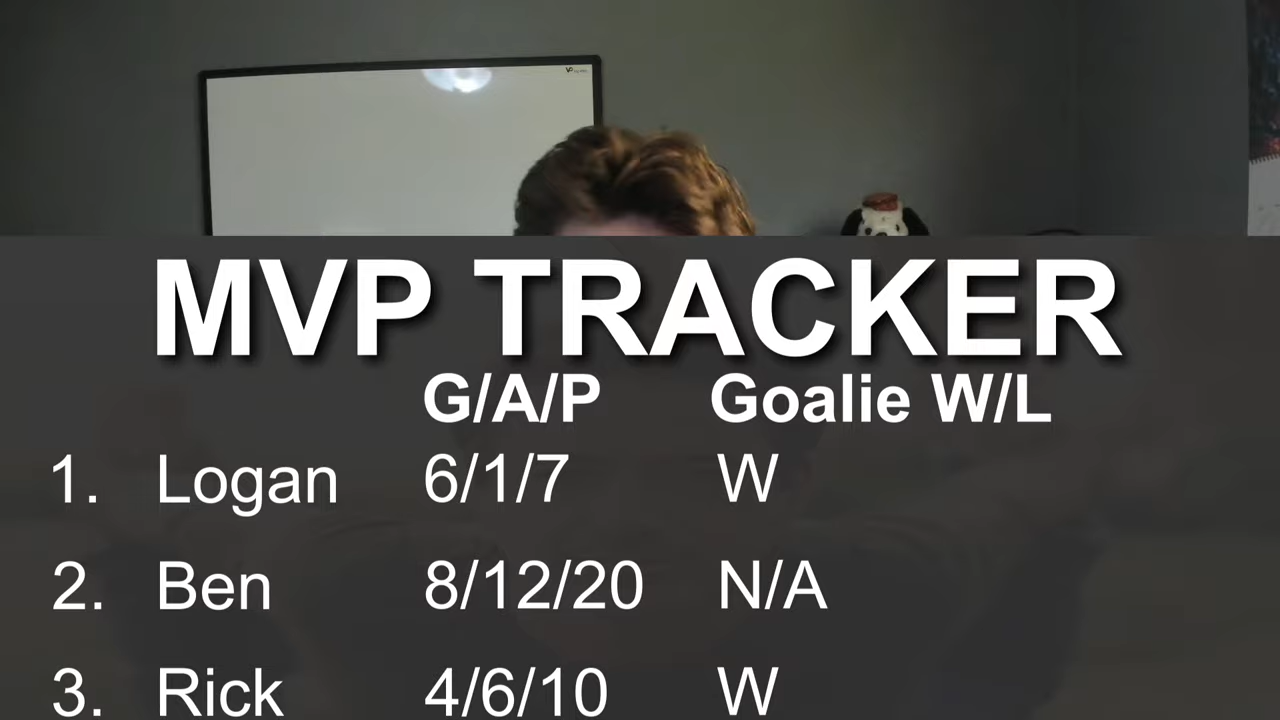 MVP TRACKER
G/A/P Goalie W/L
1. Logan 6/1/7 W
2. Ben 8/12/20 N/A
3. Rick 4/6/10 W